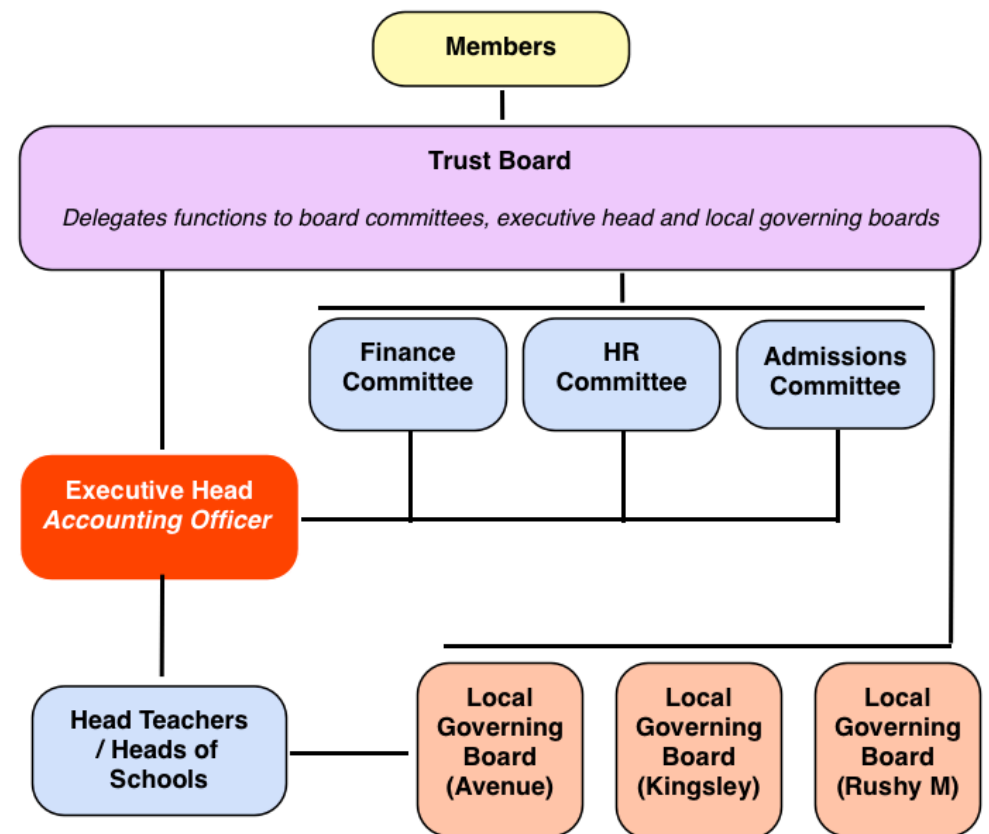 Members
Trust Board
Delegates functions to board committees, executive head and local governing boards
Finance
Committee
HR
Committee
Admissions
Committee
Executive Head
Accounting Officer
Head Teachers
/ Heads of
Schools
Local
Governing
Board
(Avenue)
Local
Governing
Board
(Kingsley)
Local
Governing
Board
(Rushy M)